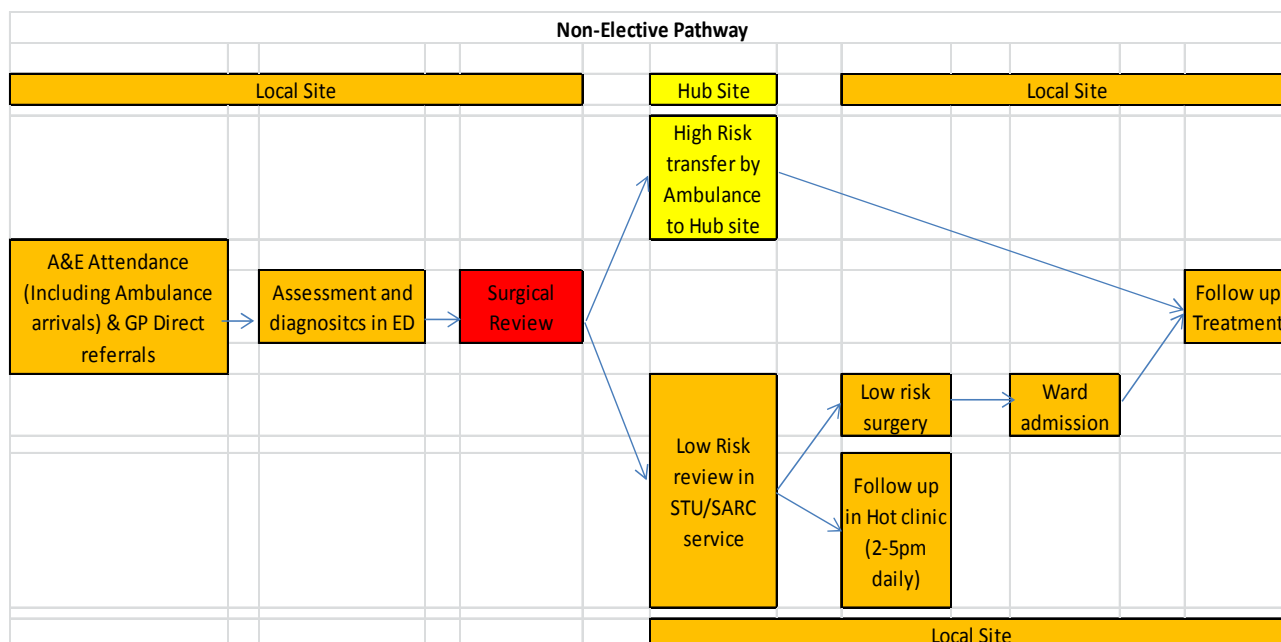 Non-Elective Pathway
Local Site
Hub Site
Local Site
High Risk
transfer by
Ambulance
to Hub site
A&E Attendance
(Including Ambulance
arrivals) & GP Direct
referrals
Assessment and
diagnositcs in ED
Surgical
Review
Follow up
Treatment
Low Risk
review in
STU/SARC
service
Low risk
surgery
Ward
admission
Follow up
in Hot clinic
(2-5pm
daily)
Local Site